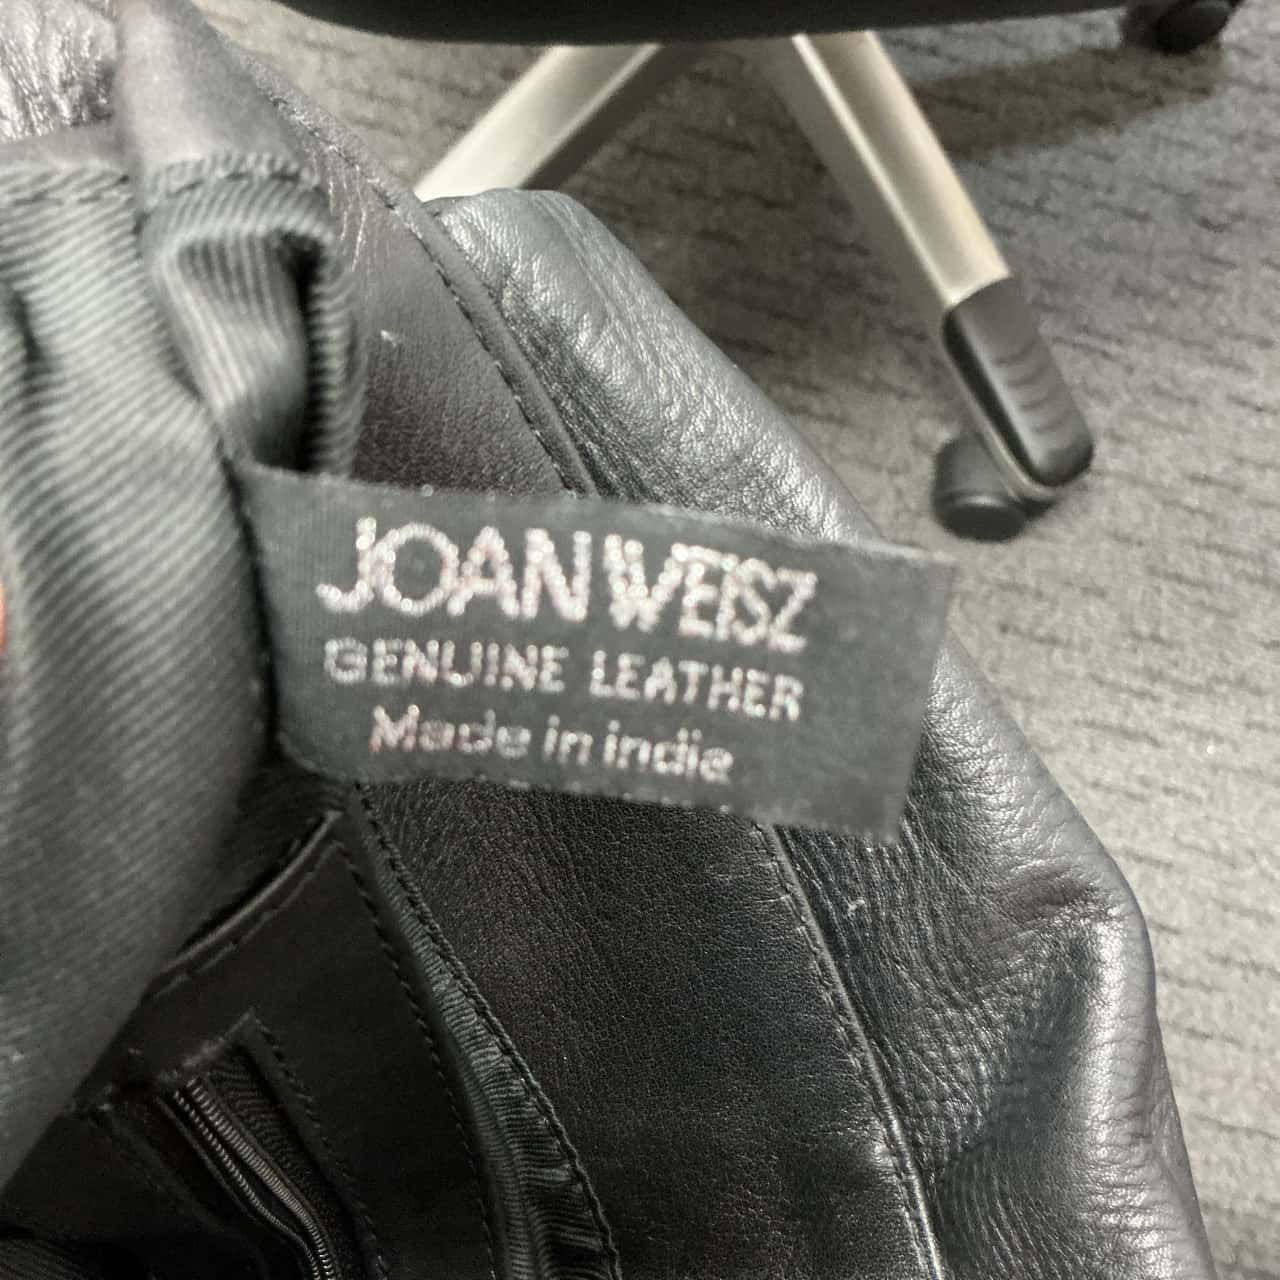 JOAN WEISZ
GENUINE LEATHER
Made in india